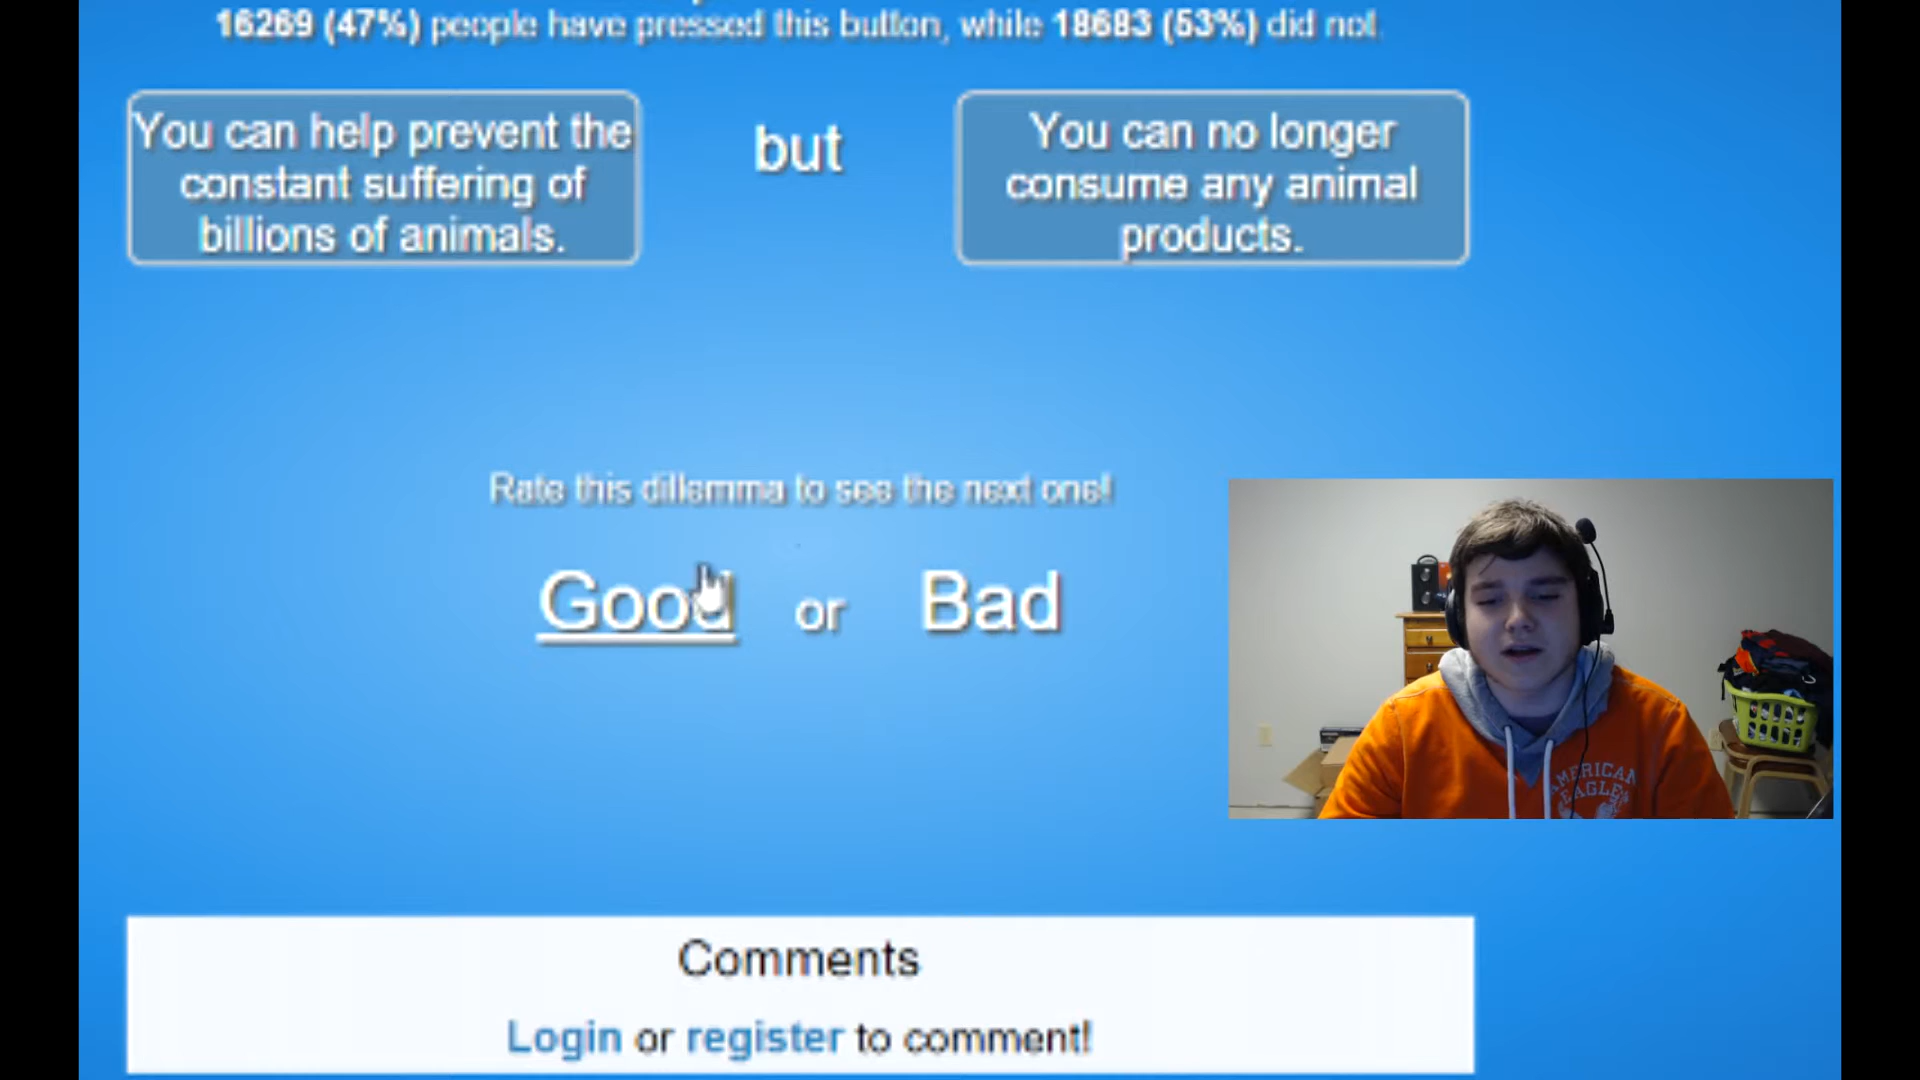 16269 (47%) people have pressed this button, while 18683 (53%) did not.
You can help prevent the
constant suffering of
billions of animals.
but
You can no longer
consume any animal
products.
Rate this dillemma to see the next one!
Good or Bad
AMERICAN
EAGLE
Comments
Login or register to comment!